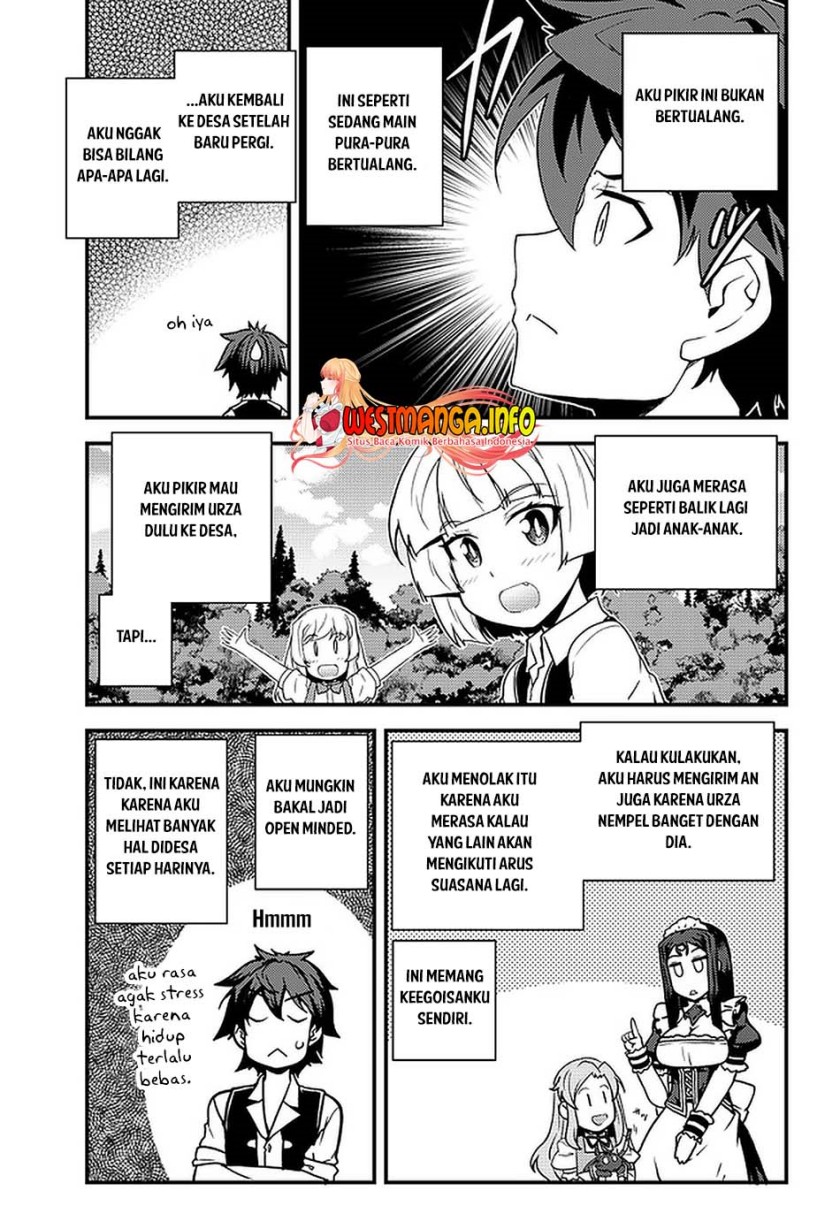 AKU PIKIR INI BUKAN
BERTUALANG.
INI SEPERTI
SEDANG MAIN
PURA-PURA
BERTUALANG.
...AKU KEMBALI
KE DESA SETELAH
BARU PERGI.
AKU NGGAK
BISA BILANG
APA-APA LAGI.
oh iya
WESTMANGA.INFO
Situs Baca Komik Berbahasa Indonesia
AKU JUGA MERASA
SEPERTI BALIK LAGI
JADI ANAK-ANAK.
AKU PIKIR MAU
MENGIRIM URZA
DULU KE DESA,
TAPI...
KALAU KULAKUKAN,
AKU HARUS MENGIRIM AN
JUGA KARENA URZA
NEMPEL BANGET DENGAN
DIA.
AKU MENOLAK ITU
KARENA AKU
MERASA KALAU
YANG LAIN AKAN
MENGIKUTI ARUS
SUASANA LAGI.
INI MEMANG
KEEGOISANKU
SENDIRI.
AKU MUNGKIN
BAKAL JADI
OPEN MINDED.
TIDAK, INI KARENA
KARENA AKU
MELIHAT BANYAK
HAL DIDESA
SETIAP HARINYA.
Hmmm
aku rasa
agak stress
karena
hidup
terlalu
bebas.